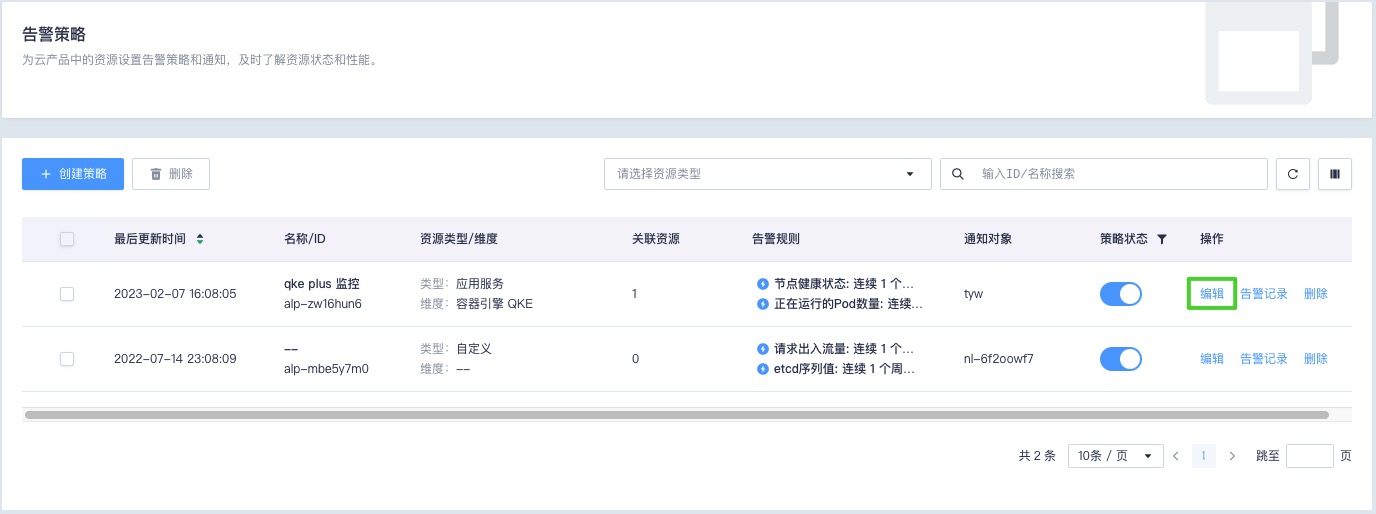 告警策略
为云产品中的资源设置告警策略和通知，及时了解资源状态和性能。
创建策略 删除 请选择资源类型 输入ID/名称搜索
最后更新时间 名称/ID 资源类型/维度 关联资源 告警规则 通知对象 策略状态 操作
2023-02-07 16:08:05 qke plus 监控 类型：应用服务 1 节点健康状态: 连续 1 个... tyw 编辑 告警记录 删除
alp-zw16hun6 维度：容器引擎 QKE 正在运行的Pod数量: 连续...
2022-07-14 23:08:09 -- 类型：自定义 0 请求出入流量: 连续 1 个... nl-6f2oowf7 编辑 告警记录 删除
alp-mbe5y7m0 维度：-- etcd序列值: 连续 1 个周...
共 2 条 10条 / 页 1 跳至 页